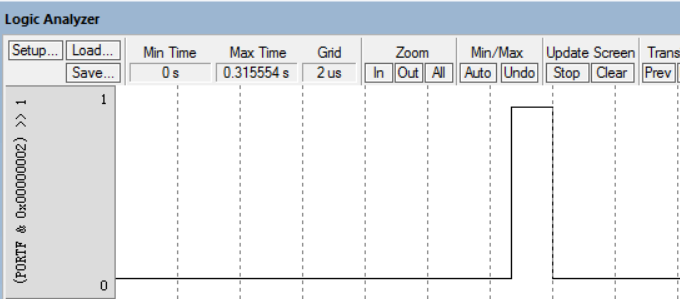 Logic Analyzer
Setup... Load... Min Time Max Time Grid Zoom Min/Max Update Screen Trans
Save... 0 s 0.315554 s 2 us In Out All Auto Undo Stop Clear Prev
1
(PORTF & 0x00000002) >> 1
0